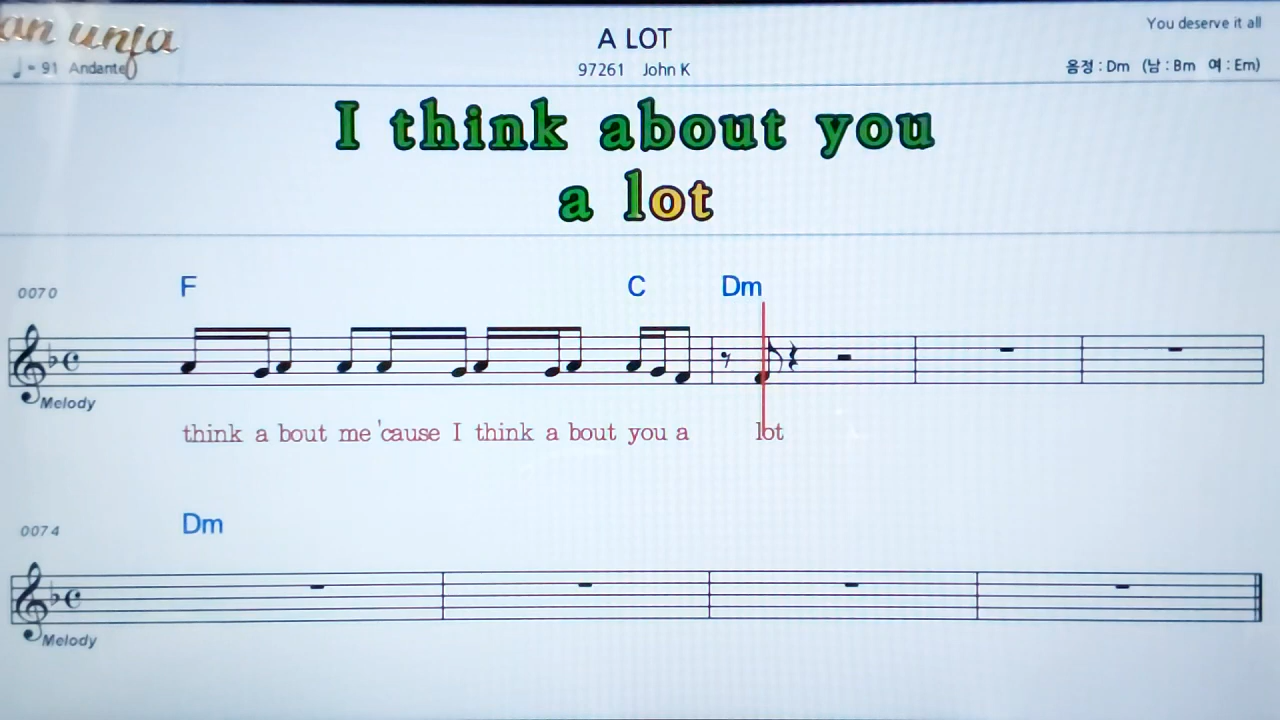 an unja
A LOT
You deserve it all
♩ = 91 Andante
97261 John K
음정 : Dm (남 : Bm 여 : Em)
I think about you
a lot
0070
F C Dm
Melody
think a bout me 'cause I think a bout you a lot
0074
Dm
Melody